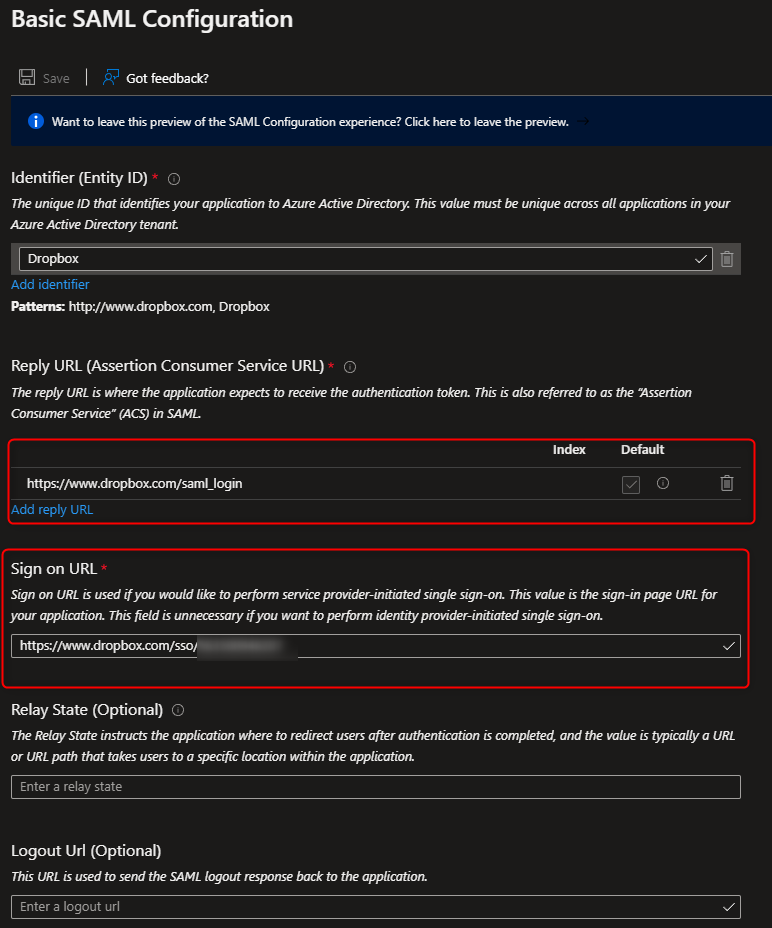 Basic SAML Configuration
Save
Got feedback?
Want to leave this preview of the SAML Configuration experience? Click here to leave the preview. →
Identifier (Entity ID) *
The unique ID that identifies your application to Azure Active Directory. This value must be unique across all applications in your
Azure Active Directory tenant.
Dropbox
Add identifier
Patterns: http://www.dropbox.com, Dropbox
Reply URL (Assertion Consumer Service URL) *
The reply URL is where the application expects to receive the authentication token. This is also referred to as the “Assertion
Consumer Service” (ACS) in SAML.
Index Default
https://www.dropbox.com/saml_login
Add reply URL
Sign on URL *
Sign on URL is used if you would like to perform service provider-initiated single sign-on. This value is the sign-in page URL for
your application. This field is unnecessary if you want to perform identity provider-initiated single sign-on.
https://www.dropbox.com/sso/
Relay State (Optional)
The Relay State instructs the application where to redirect users after authentication is completed, and the value is typically a URL
or URL path that takes users to a specific location within the application.
Enter a relay state
Logout Url (Optional)
This URL is used to send the SAML logout response back to the application.
Enter a logout url